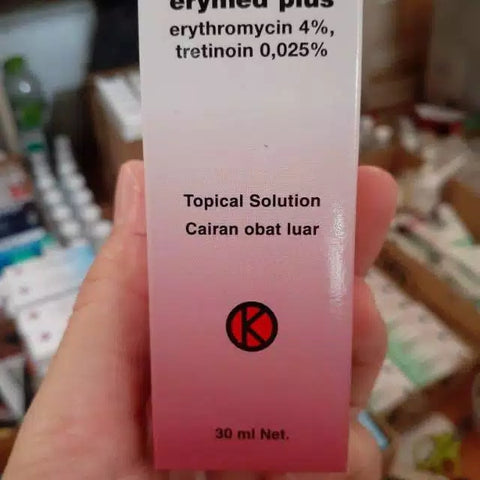 erymed plus
erythromycin 4%,
tretinoin 0,025%
Topical Solution
Cairan obat luar
K
30 ml Net.